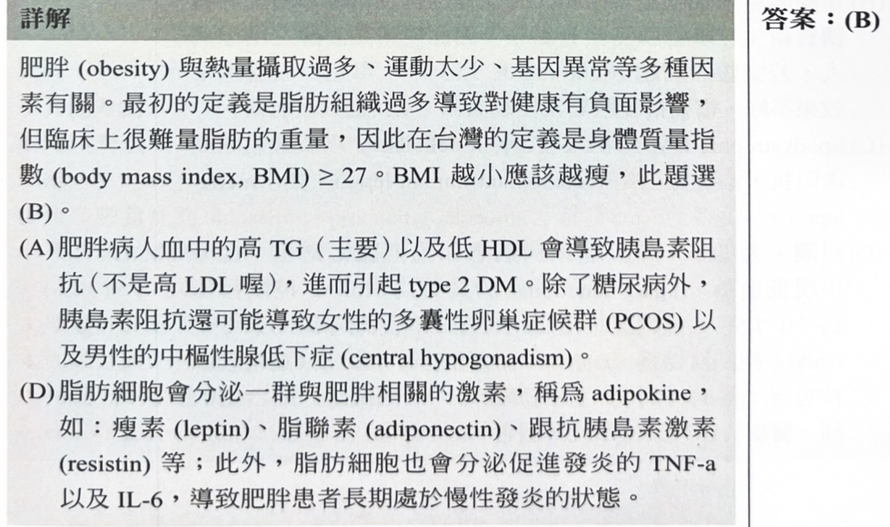 詳解
答案：(B)
肥胖 (obesity) 與熱量攝取過多、運動太少、基因異常等多種因
素有關。最初的定義是脂肪組織過多導致對健康有負面影響，
但臨床上很難量脂肪的重量，因此在台灣的定義是身體質量指
數 (body mass index, BMI) ≥ 27。BMI 越小應該越瘦，此題選
(B)。
(A) 肥胖病人血中的高 TG（主要）以及低 HDL 會導致胰島素阻
抗（不是高 LDL 喔），進而引起 type 2 DM。除了糖尿病外，
胰島素阻抗還可能導致女性的多囊性卵巢症候群 (PCOS) 以
及男性的中樞性腺低下症 (central hypogonadism)。
(D) 脂肪細胞會分泌一群與肥胖相關的激素，稱為 adipokine，
如：瘦素 (leptin)、脂聯素 (adiponectin)、跟抗胰島素激素
(resistin) 等；此外，脂肪細胞也會分泌促進發炎的 TNF-a
以及 IL-6，導致肥胖患者長期處於慢性發炎的狀態。